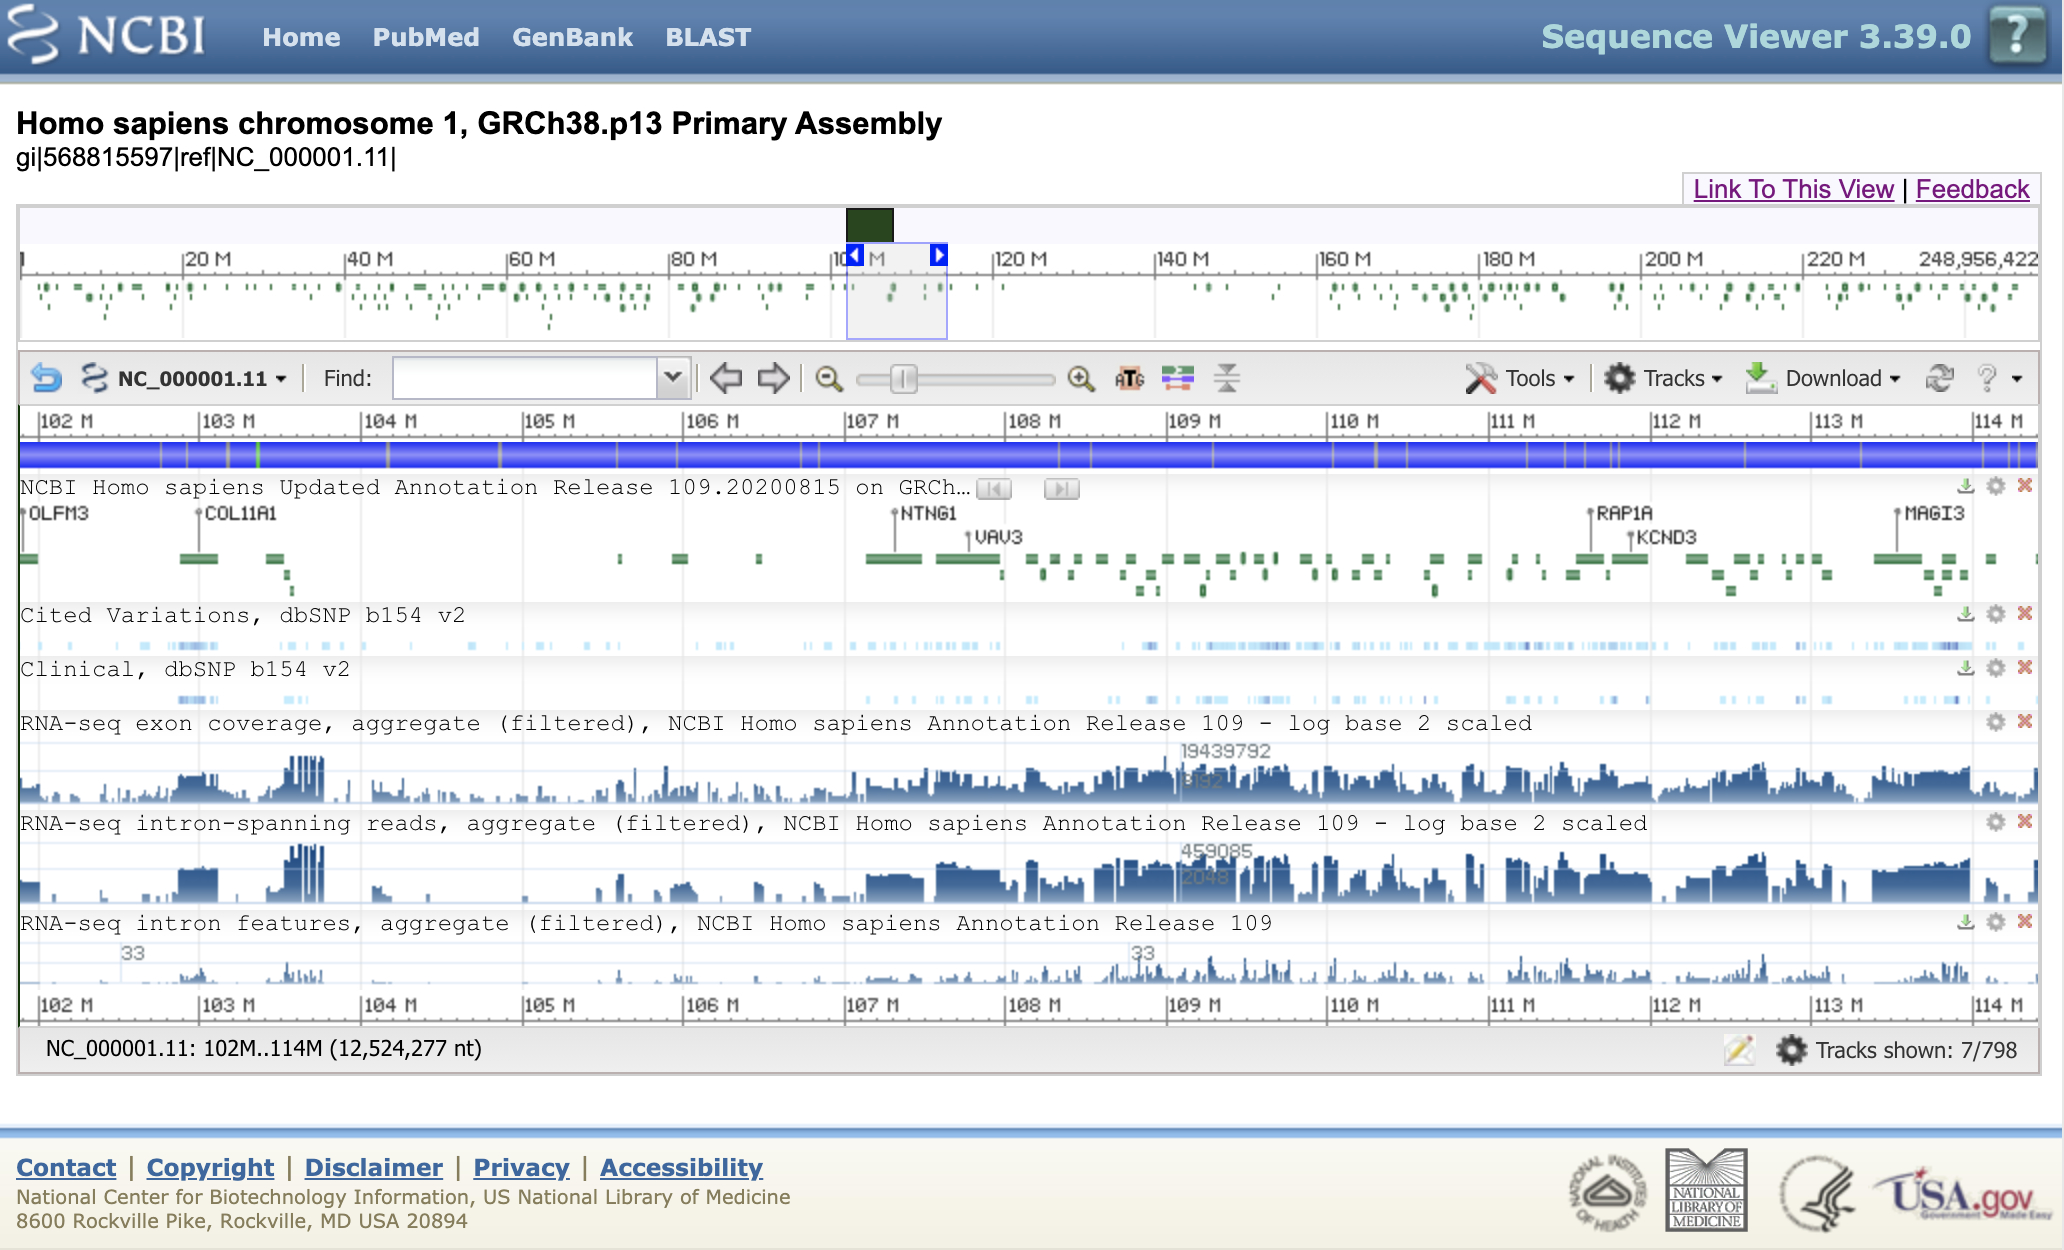 NCBI Home PubMed GenBank BLAST Sequence Viewer 3.39.0 ?
Homo sapiens chromosome 1, GRCh38.p13 Primary Assembly
gi|568815597|ref|NC_000001.11|
Link To This View | Feedback
20 M 40 M 60 M 80 M M 120 M 140 M 160 M 180 M 200 M 220 M 248,956,422
NC_000001.11 Find: ATG Tools Tracks Download ?
102 M 103 M 104 M 105 M 106 M 107 M 108 M 109 M 110 M 111 M 112 M 113 M 114 M
NCBI Homo sapiens Updated Annotation Release 109.20200815 on GRCh…
OLFM3 COL11A1 NTNG1 RAP1A MAGI3
VAV3 KCND3
Cited Variations, dbSNP b154 v2
Clinical, dbSNP b154 v2
RNA-seq exon coverage, aggregate (filtered), NCBI Homo sapiens Annotation Release 109 - log base 2 scaled
19439792
8192
RNA-seq intron-spanning reads, aggregate (filtered), NCBI Homo sapiens Annotation Release 109 - log base 2 scaled
459085
2048
RNA-seq intron features, aggregate (filtered), NCBI Homo sapiens Annotation Release 109
33 33
102 M 103 M 104 M 105 M 106 M 107 M 108 M 109 M 110 M 111 M 112 M 113 M 114 M
NC_000001.11: 102M..114M (12,524,277 nt) Tracks shown: 7/798
Contact | Copyright | Disclaimer | Privacy | Accessibility
National Center for Biotechnology Information, US National Library of Medicine
8600 Rockville Pike, Rockville, MD USA 20894
NATIONAL INSTITUTES OF HEALTH
NATIONAL
LIBRARY OF
MEDICINE
USA.gov
Government Made Easy